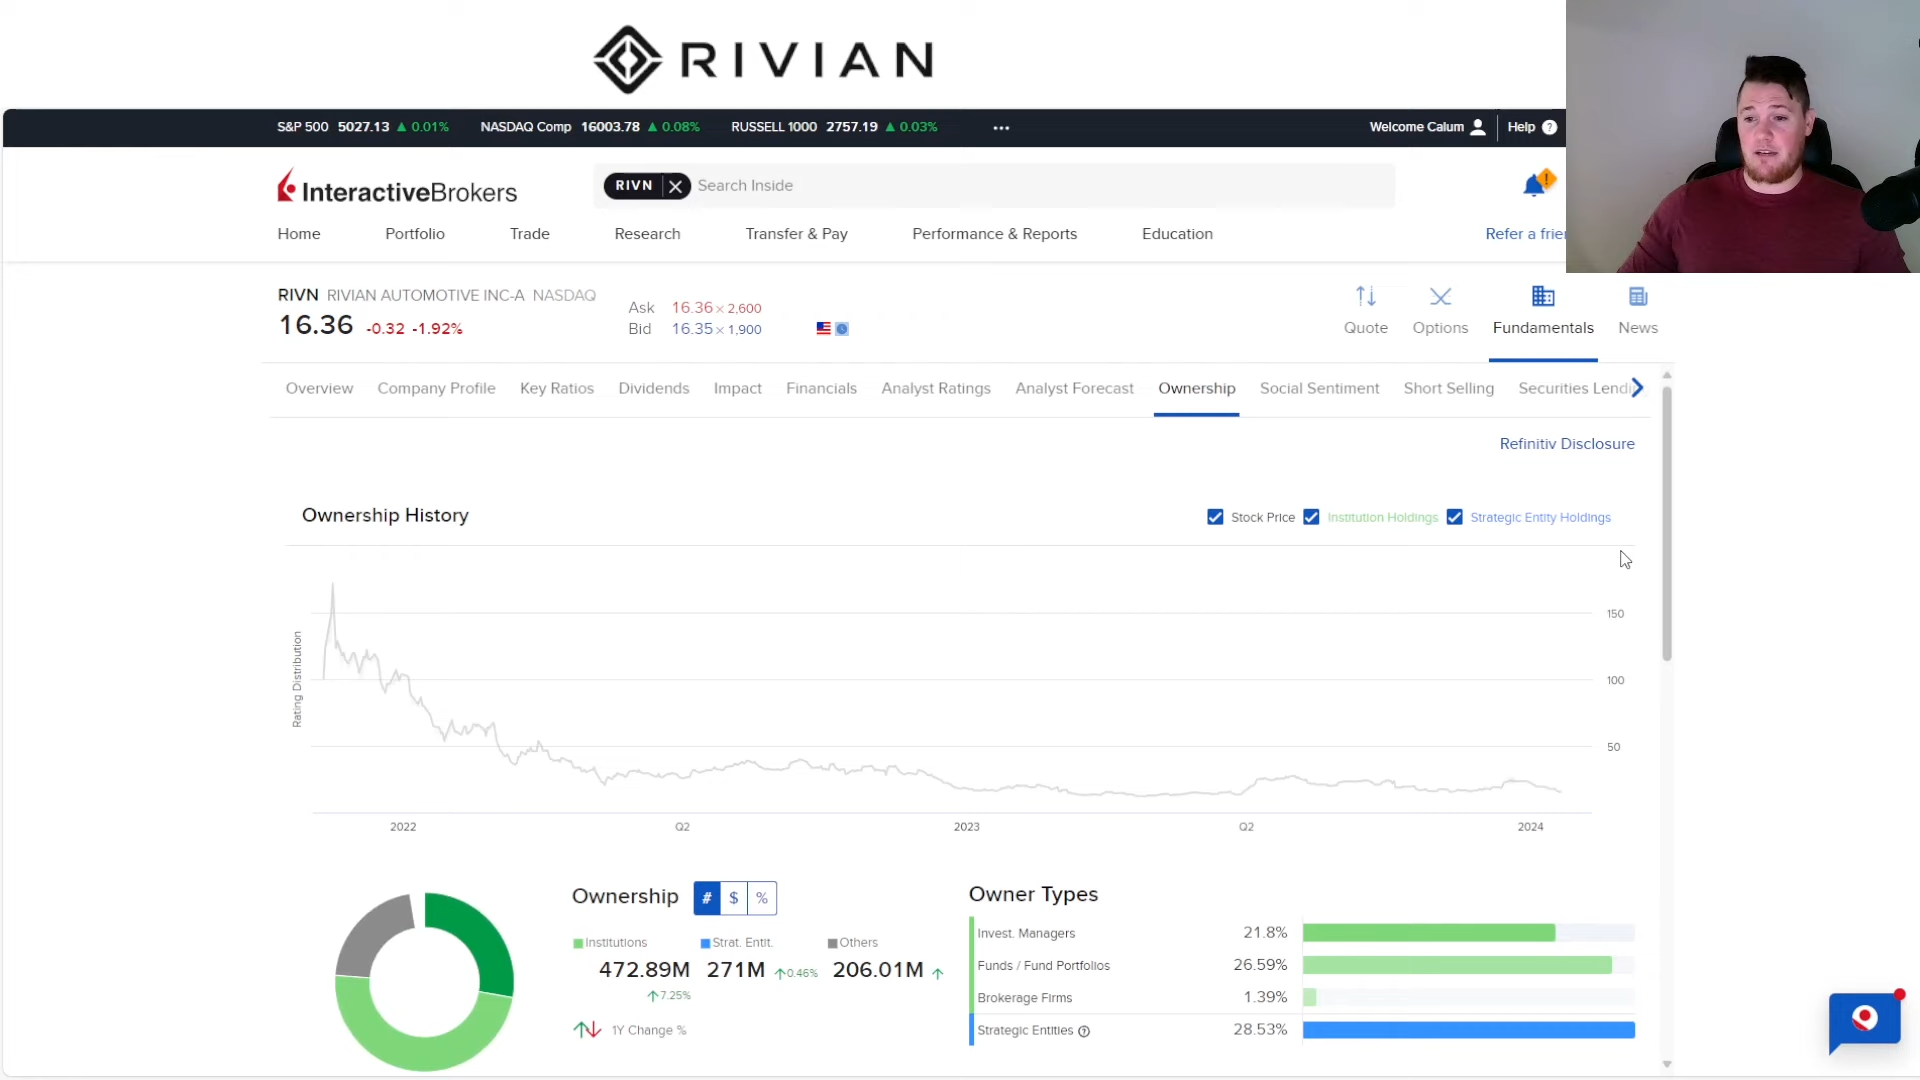 RIVIAN
S&P 500 5027.13 ▲ 0.01% NASDAQ Comp 16003.78 ▲ 0.08% RUSSELL 1000 2757.19 ▲ 0.03% ••• Welcome Calum Help ?
InteractiveBrokers RIVN Search Inside
Home Portfolio Trade Research Transfer & Pay Performance & Reports Education Refer a frie
RIVN RIVIAN AUTOMOTIVE INC-A NASDAQ
16.36 -0.32 -1.92%
Ask 16.36 × 2,600
Bid 16.35 × 1,900
Quote Options Fundamentals News
Overview Company Profile Key Ratios Dividends Impact Financials Analyst Ratings Analyst Forecast Ownership Social Sentiment Short Selling Securities Lendi
Refinitiv Disclosure
Ownership History
Stock Price Institution Holdings Strategic Entity Holdings
Rating Distribution
150
100
50
2022 Q2 2023 Q2 2024
Ownership # $ %
Institutions Strat. Entit. Others
472.89M 271M ↑0.46% 206.01M ↑
↑7.25%
↑↓ 1Y Change %
Owner Types
Invest. Managers 21.8%
Funds / Fund Portfolios 26.59%
Brokerage Firms 1.39%
Strategic Entities ? 28.53%